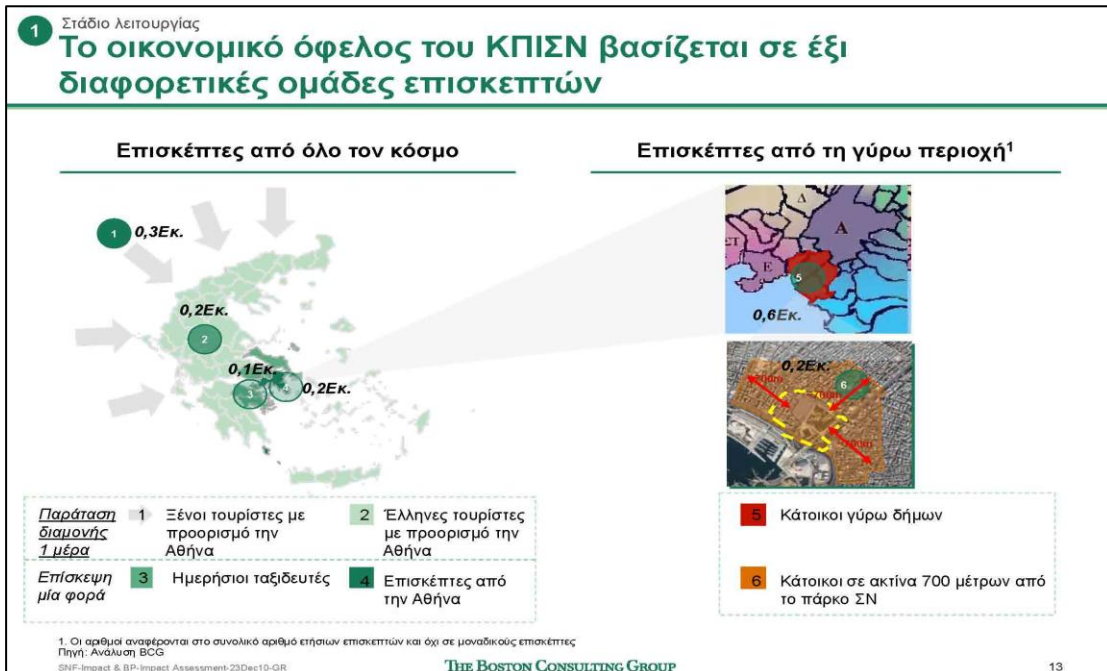 1
Στάδιο λειτουργίας
Το οικονομικό όφελος του ΚΠΙΣΝ βασίζεται σε έξι
διαφορετικές ομάδες επισκεπτών
Επισκέπτες από όλο τον κόσμο
1
0,3Εκ.
0,2Εκ.
2
0,1Εκ.
3
4
0,2Εκ.
Παράταση
διαμονής
1 μέρα
1
Ξένοι τουρίστες με
προορισμό την
Αθήνα
2
Έλληνες τουρίστες
με προορισμό την
Αθήνα
Επίσκεψη
μία φορά
3
Ημερήσιοι ταξιδευτές
4
Επισκέπτες από
την Αθήνα
Επισκέπτες από τη γύρω περιοχή1
Δ
Α
ΣΤ
Ε
5
0,6Εκ.
0,2Εκ.
6
700m
700m
700m
5
Κάτοικοι γύρω δήμων
6
Κάτοικοι σε ακτίνα 700 μέτρων από
το πάρκο ΣΝ
1. Οι αριθμοί αναφέρονται στο συνολικό αριθμό ετήσιων επισκεπτών και όχι σε μοναδικούς επισκέπτες
Πηγή: Ανάλυση BCG
SNF-Impact & BP-Impact Assessment-23Dec10-GR
THE BOSTON CONSULTING GROUP
13